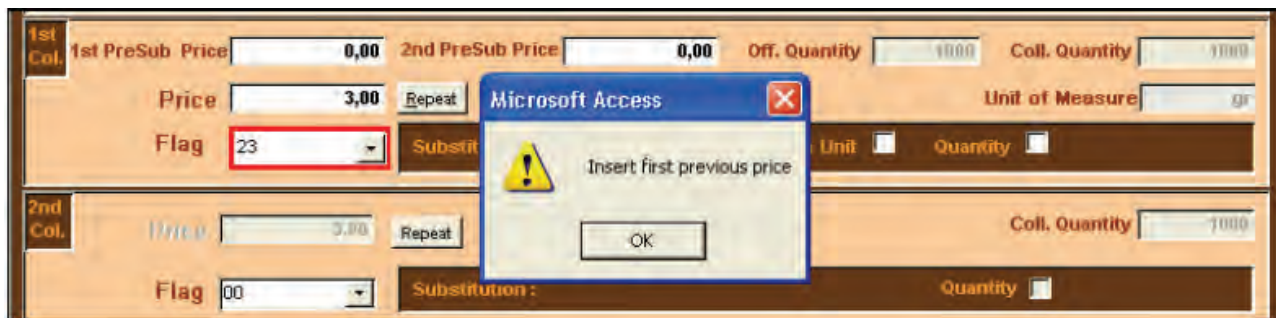 1st Col.
1st PreSub Price 0,00 2nd PreSub Price 0,00 Off. Quantity 1000 Coll. Quantity 1000
Price 3,00 Repeat Unit of Measure gr
Flag 23 Substit Unit Quantity
Microsoft Access
Insert first previous price
OK
2nd Col.
Price 3,00 Repeat Coll. Quantity 1000
Flag 00 Substitution : Quantity